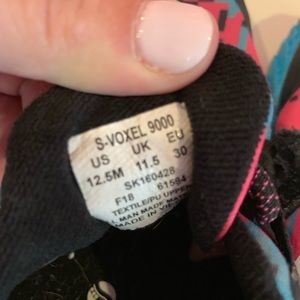 S-VOXEL 9000
US UK EU
12.5M 11.5 30
SK160428
F18 61594
TEXTILE/PU UPPER
MAN MADE
MADE IN